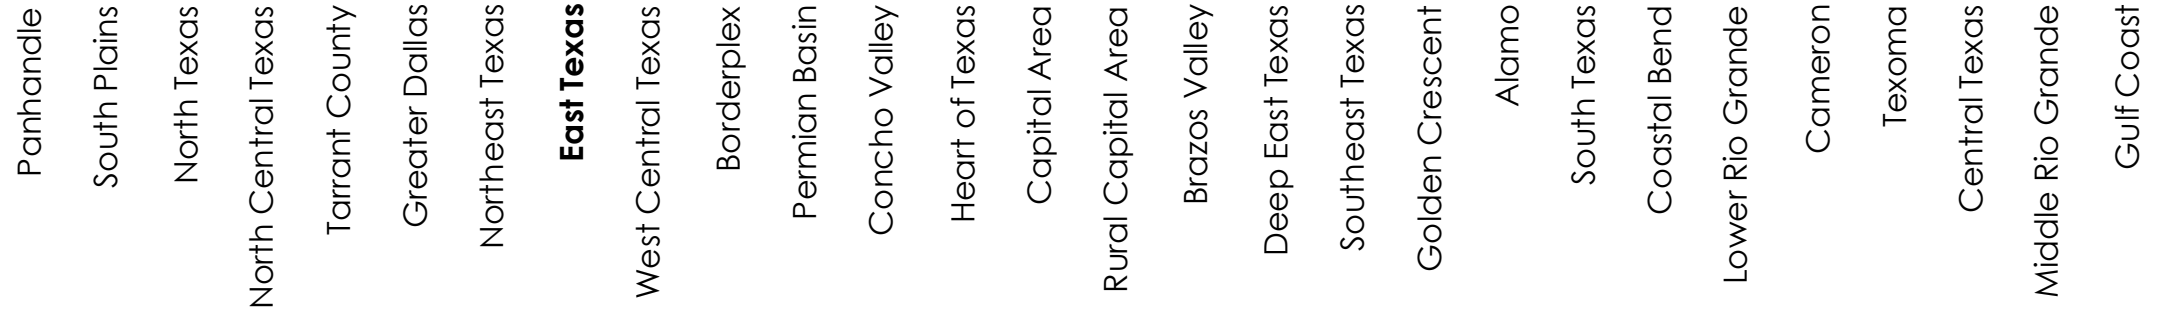 Panhandle
South Plains
North Texas
North Central Texas
Tarrant County
Greater Dallas
Northeast Texas
East Texas
West Central Texas
Borderplex
Permian Basin
Concho Valley
Heart of Texas
Capital Area
Rural Capital Area
Brazos Valley
Deep East Texas
Southeast Texas
Golden Crescent
Alamo
South Texas
Coastal Bend
Lower Rio Grande
Cameron
Texoma
Central Texas
Middle Rio Grande
Gulf Coast